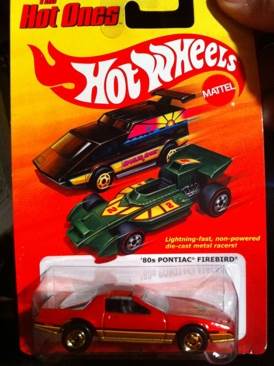 The
Hot Ones
Hot Wheels
MATTEL
Lightning-fast, non-powered
die-cast metal racers!
'80s PONTIAC® FIREBIRD®